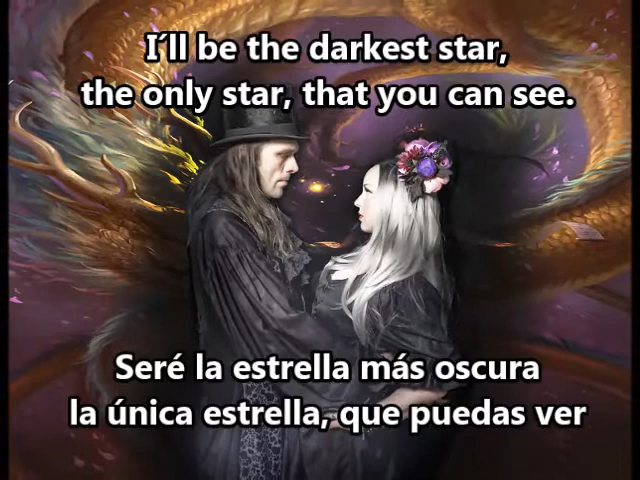 I´ll be the darkest star,
the only star, that you can see.
Seré la estrella más oscura
la única estrella, que puedas ver